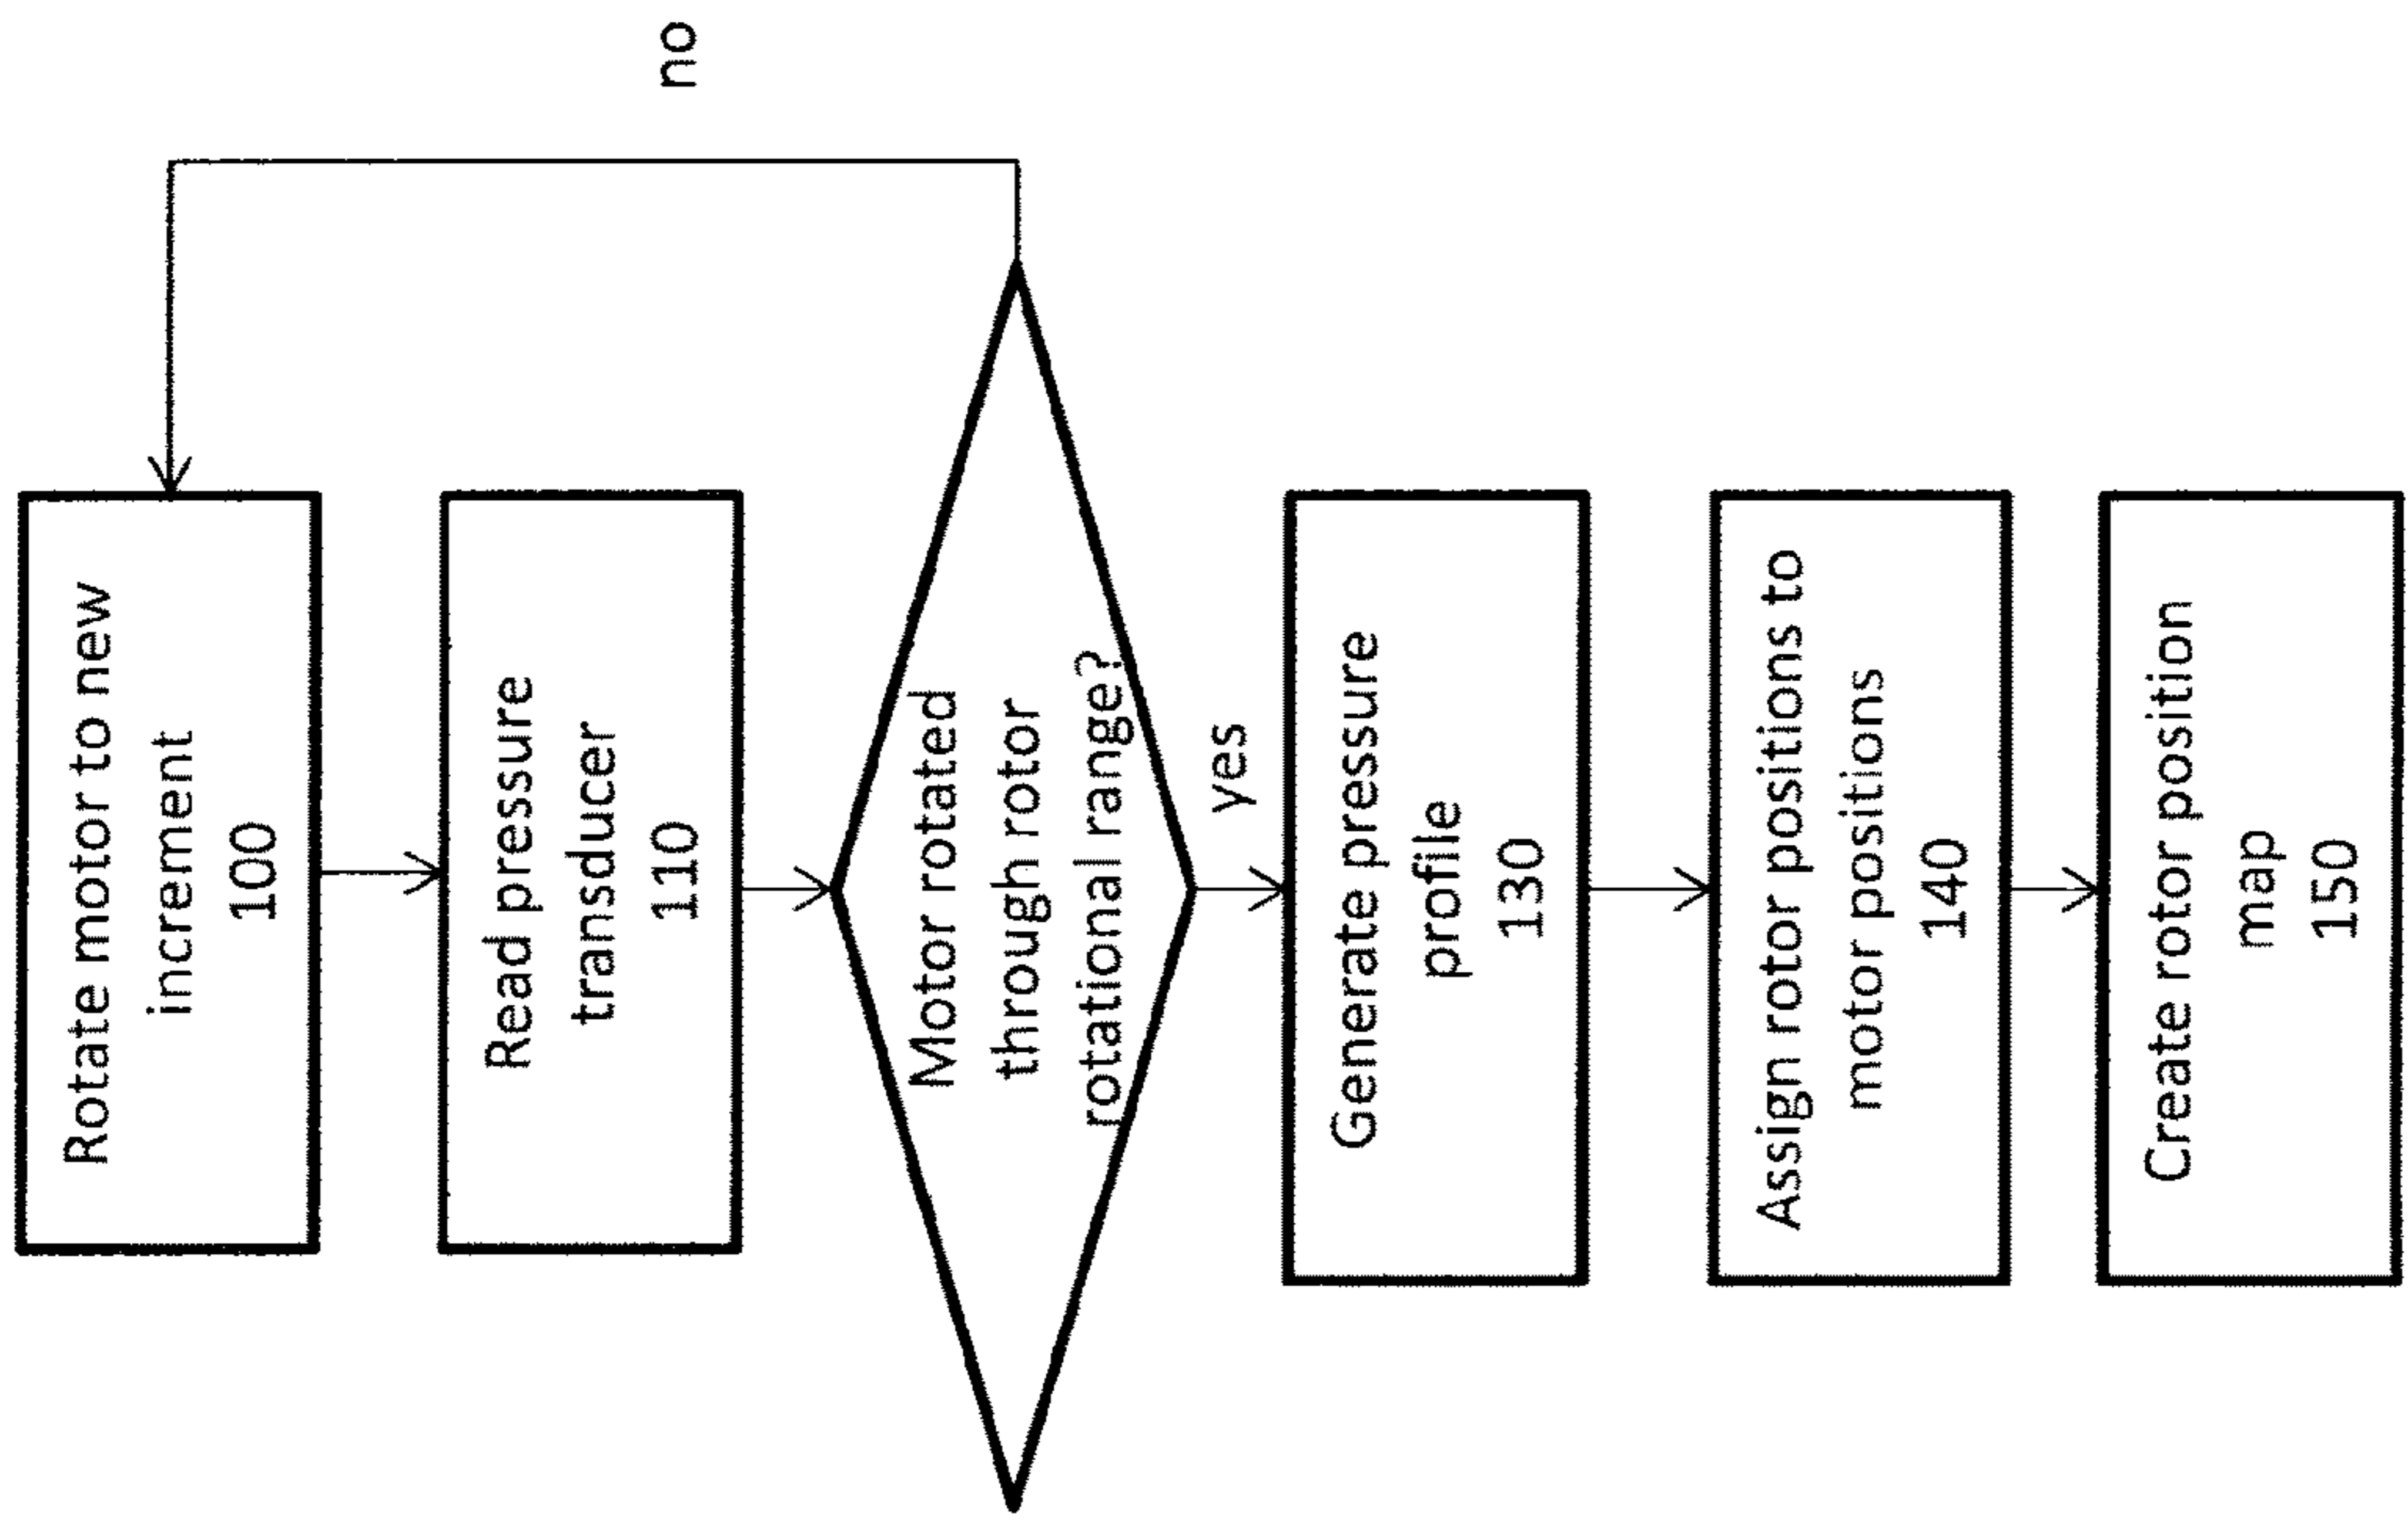 Rotate motor to new
increment
100
Read pressure
transducer
110
no
Motor rotated
through rotor
rotational range?
yes
Generate pressure
profile
130
Assign rotor positions to
motor positions
140
Create rotor position
map
150